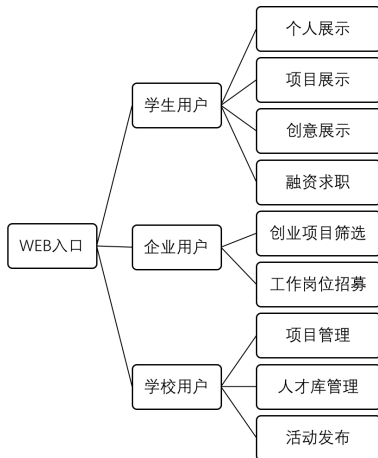 WEB入口
学生用户
个人展示
项目展示
创意展示
融资求职
企业用户
创业项目筛选
工作岗位招募
学校用户
项目管理
人才库管理
活动发布